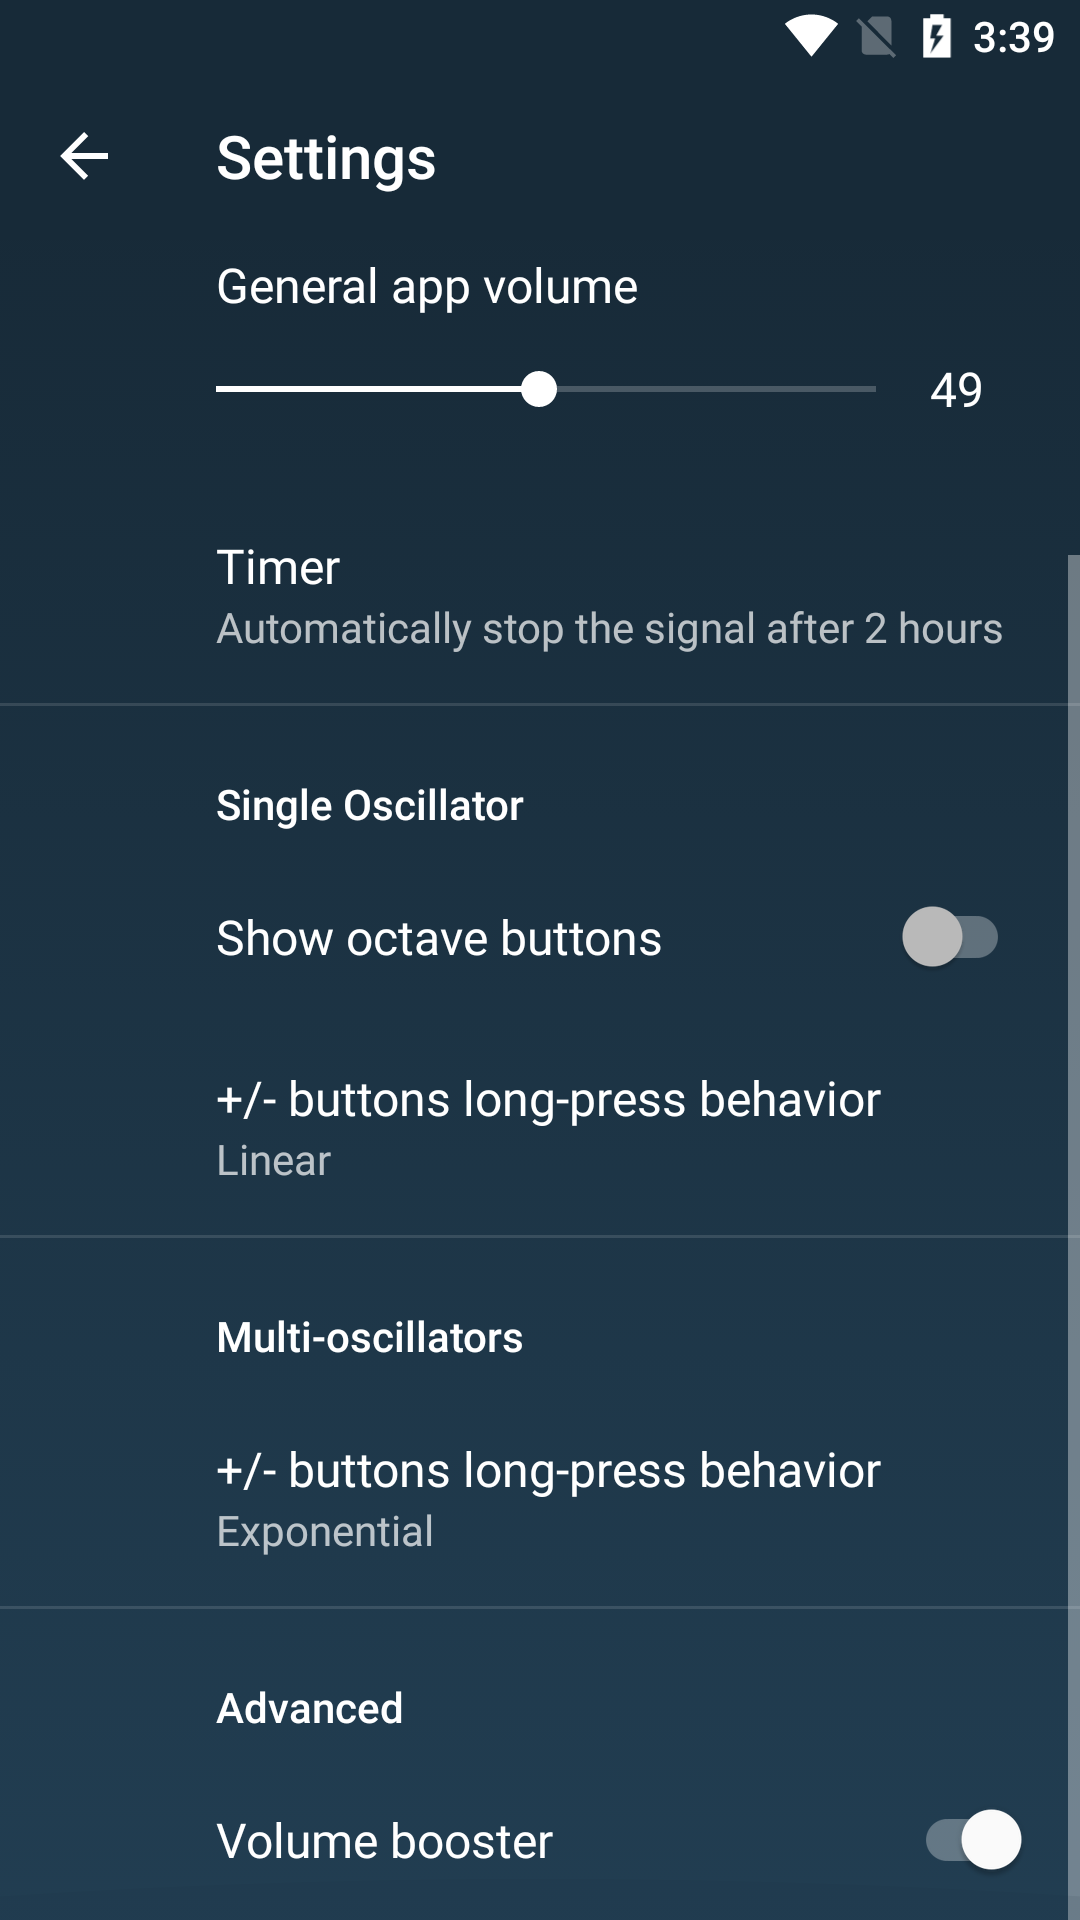 3:39
Settings
General app volume
49
Timer
Automatically stop the signal after 2 hours
Single Oscillator
Show octave buttons
+/- buttons long-press behavior
Linear
Multi-oscillators
+/- buttons long-press behavior
Exponential
Advanced
Volume booster